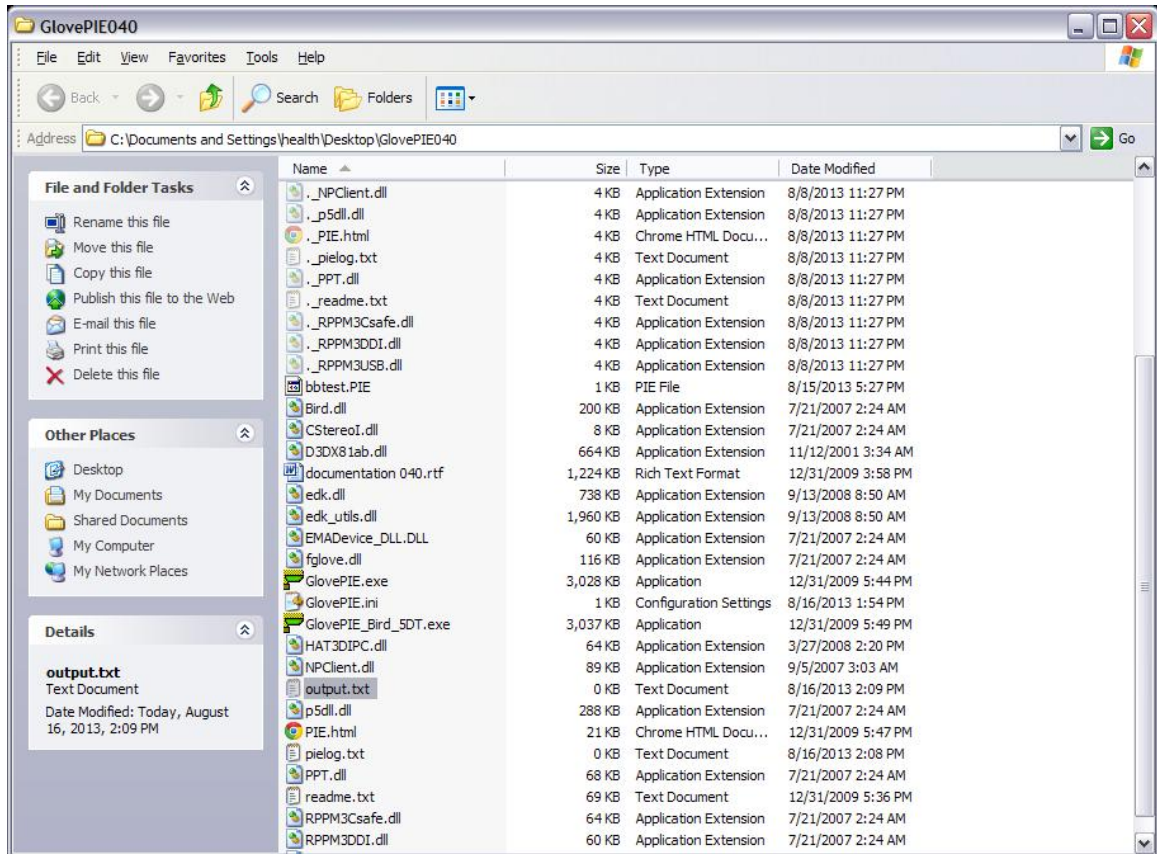 GlovePIE040
File Edit View Favorites Tools Help
Back Search Folders
Address C:\Documents and Settings\health\Desktop\GlovePIE040 Go
File and Folder Tasks
Rename this file
Move this file
Copy this file
Publish this file to the Web
E-mail this file
Print this file
Delete this file
Other Places
Desktop
My Documents
Shared Documents
My Computer
My Network Places
Details
output.txt
Text Document
Date Modified: Today, August
16, 2013, 2:09 PM
Name Size Type Date Modified
._NPClient.dll 4 KB Application Extension 8/8/2013 11:27 PM
._p5dll.dll 4 KB Application Extension 8/8/2013 11:27 PM
._PIE.html 4 KB Chrome HTML Docu... 8/8/2013 11:27 PM
._pielog.txt 4 KB Text Document 8/8/2013 11:27 PM
._PPT.dll 4 KB Application Extension 8/8/2013 11:27 PM
._readme.txt 4 KB Text Document 8/8/2013 11:27 PM
._RPPM3Csafe.dll 4 KB Application Extension 8/8/2013 11:27 PM
._RPPM3DDI.dll 4 KB Application Extension 8/8/2013 11:27 PM
._RPPM3USB.dll 4 KB Application Extension 8/8/2013 11:27 PM
bbtest.PIE 1 KB PIE File 8/15/2013 5:27 PM
Bird.dll 200 KB Application Extension 7/21/2007 2:24 AM
CStereoI.dll 8 KB Application Extension 7/21/2007 2:24 AM
D3DX81ab.dll 664 KB Application Extension 11/12/2001 3:34 AM
documentation 040.rtf 1,224 KB Rich Text Format 12/31/2009 3:58 PM
edk.dll 738 KB Application Extension 9/13/2008 8:50 AM
edk_utils.dll 1,960 KB Application Extension 9/13/2008 8:50 AM
EMADevice_DLL.DLL 60 KB Application Extension 7/21/2007 2:24 AM
fglove.dll 116 KB Application Extension 7/21/2007 2:24 AM
GlovePIE.exe 3,028 KB Application 12/31/2009 5:44 PM
GlovePIE.ini 1 KB Configuration Settings 8/16/2013 1:54 PM
GlovePIE_Bird_5DT.exe 3,037 KB Application 12/31/2009 5:49 PM
HAT3DIPC.dll 64 KB Application Extension 3/27/2008 2:20 PM
NPClient.dll 89 KB Application Extension 9/5/2007 3:03 AM
output.txt 0 KB Text Document 8/16/2013 2:09 PM
p5dll.dll 288 KB Application Extension 7/21/2007 2:24 AM
PIE.html 21 KB Chrome HTML Docu... 12/31/2009 5:47 PM
pielog.txt 0 KB Text Document 8/16/2013 2:08 PM
PPT.dll 68 KB Application Extension 7/21/2007 2:24 AM
readme.txt 69 KB Text Document 12/31/2009 5:36 PM
RPPM3Csafe.dll 64 KB Application Extension 7/21/2007 2:24 AM
RPPM3DDI.dll 60 KB Application Extension 7/21/2007 2:24 AM